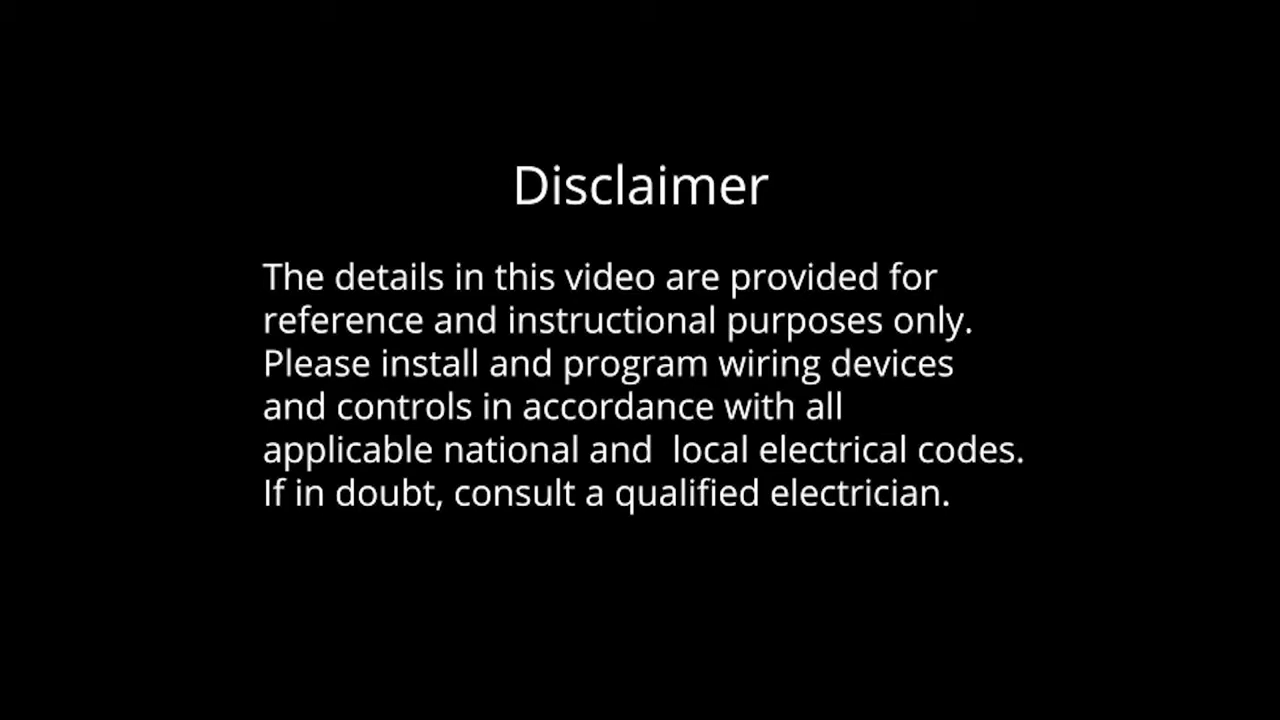 Disclaimer
The details in this video are provided for
reference and instructional purposes only.
Please install and program wiring devices
and controls in accordance with all
applicable national and  local electrical codes.
If in doubt, consult a qualified electrician.